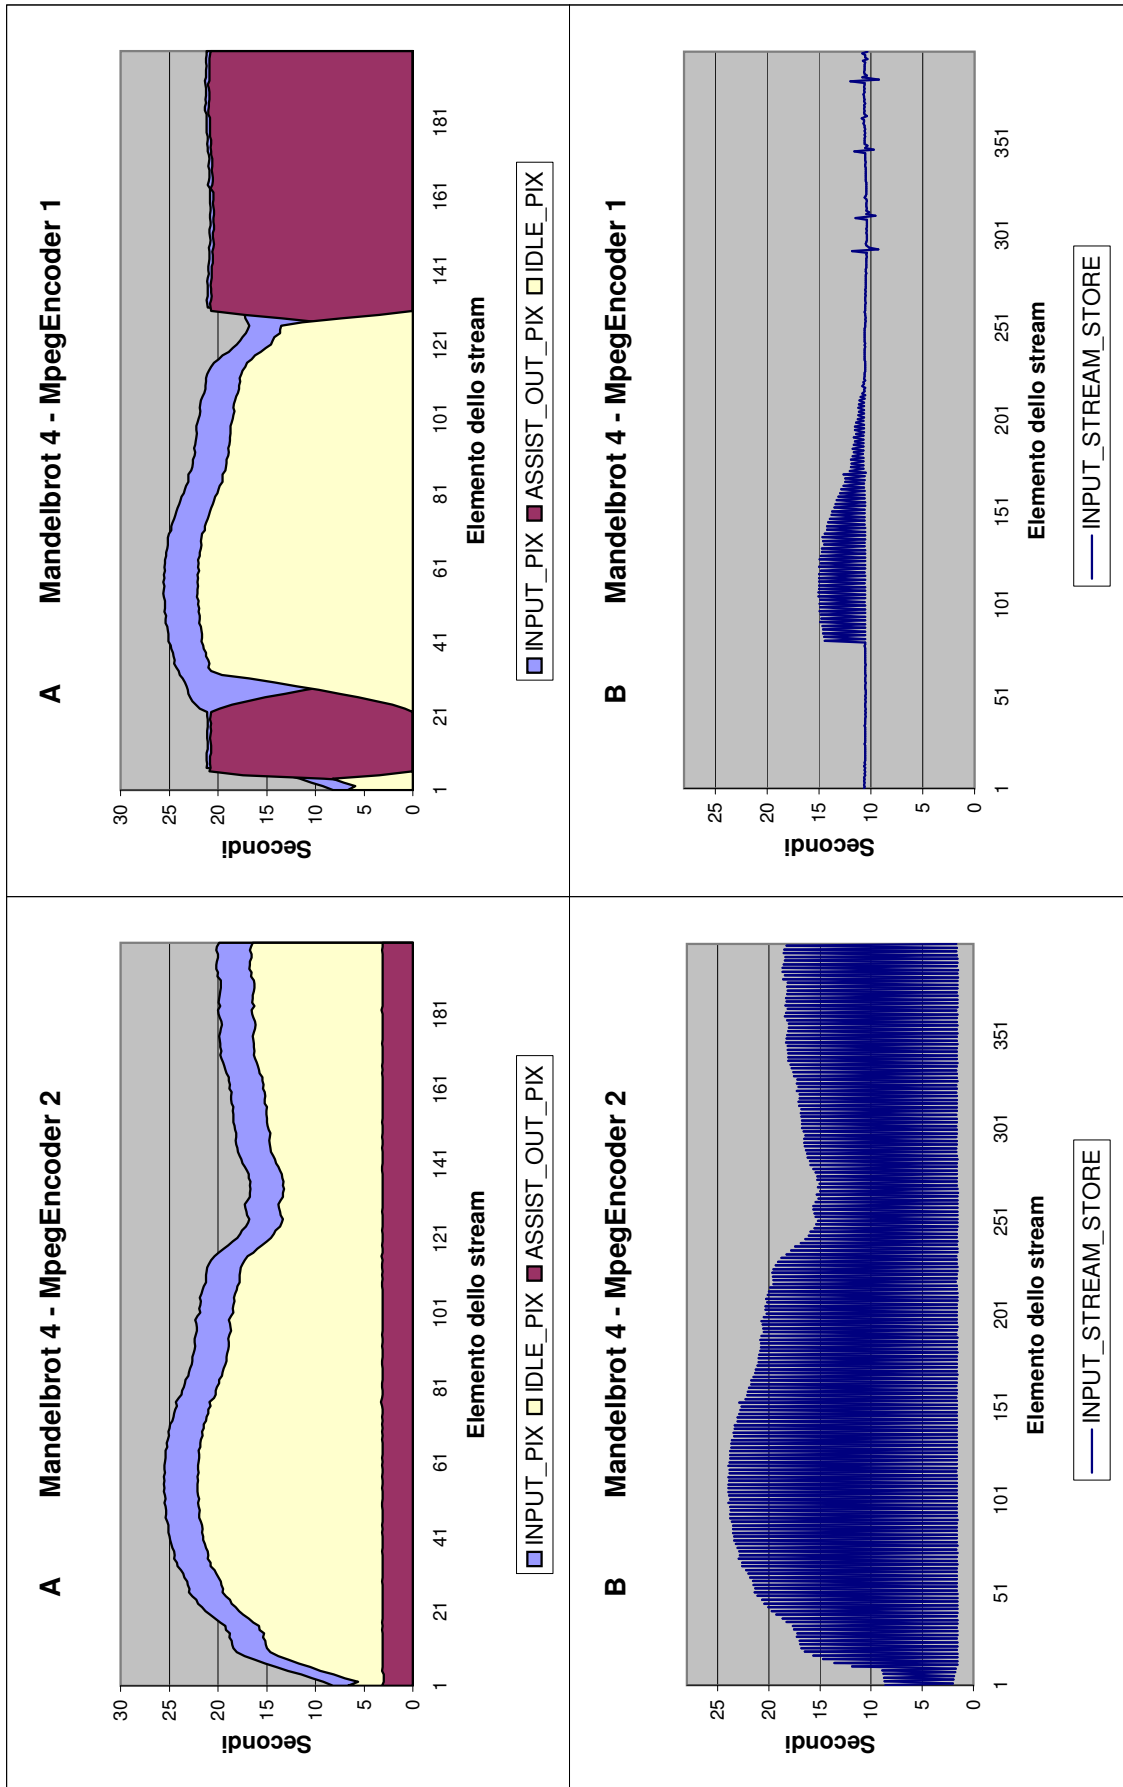 A Mandelbrot 4 - MpegEncoder 2
30
25
20
15
10
5
0
Secondi
1 21 41 61 81 101 121 141 161 181
Elemento dello stream
INPUT_PIX IDLE_PIX ASSIST_OUT_PIX
A Mandelbrot 4 - MpegEncoder 1
30
25
20
15
10
5
0
Secondi
1 21 41 61 81 101 121 141 161 181
Elemento dello stream
INPUT_PIX ASSIST_OUT_PIX IDLE_PIX
B Mandelbrot 4 - MpegEncoder 2
25
20
15
10
5
0
Secondi
1 51 101 151 201 251 301 351
Elemento dello stream
INPUT_STREAM_STORE
B Mandelbrot 4 - MpegEncoder 1
25
20
15
10
5
0
Secondi
1 51 101 151 201 251 301 351
Elemento dello stream
INPUT_STREAM_STORE